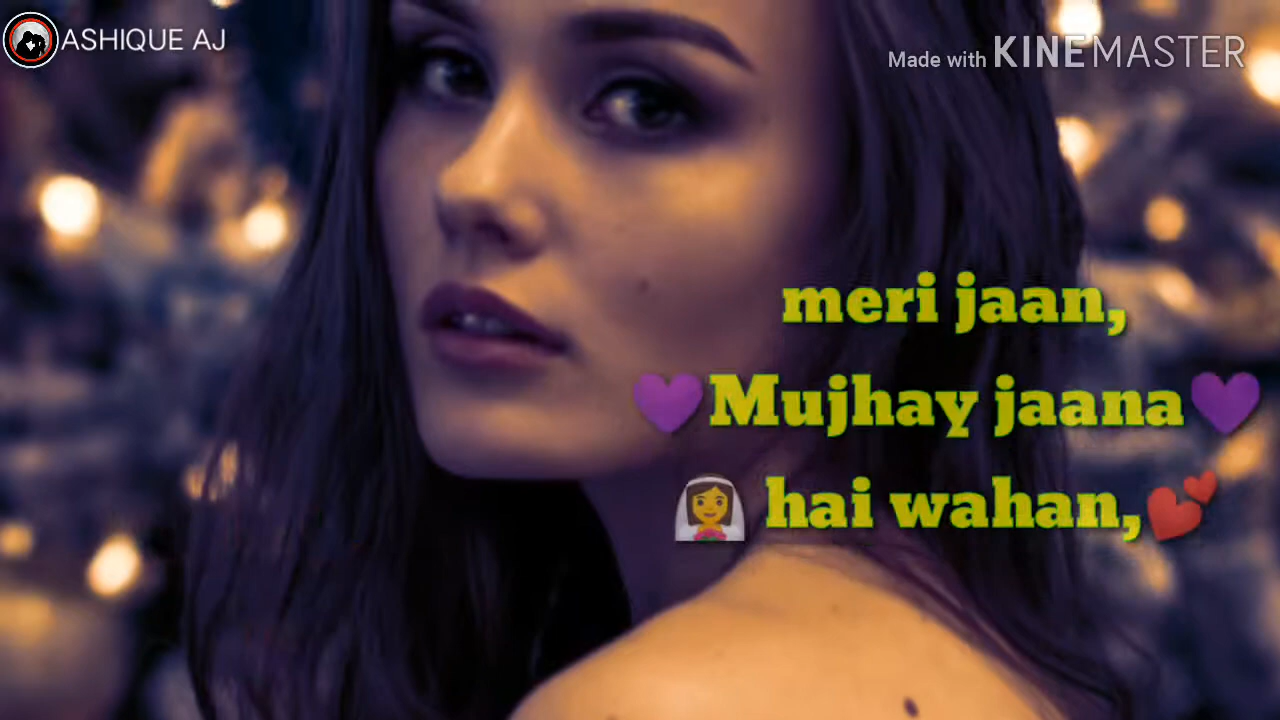 ASHIQUE AJ
Made with KINEMASTER
meri jaan,
💜Mujhay jaana💜
👰 hai wahan,💕